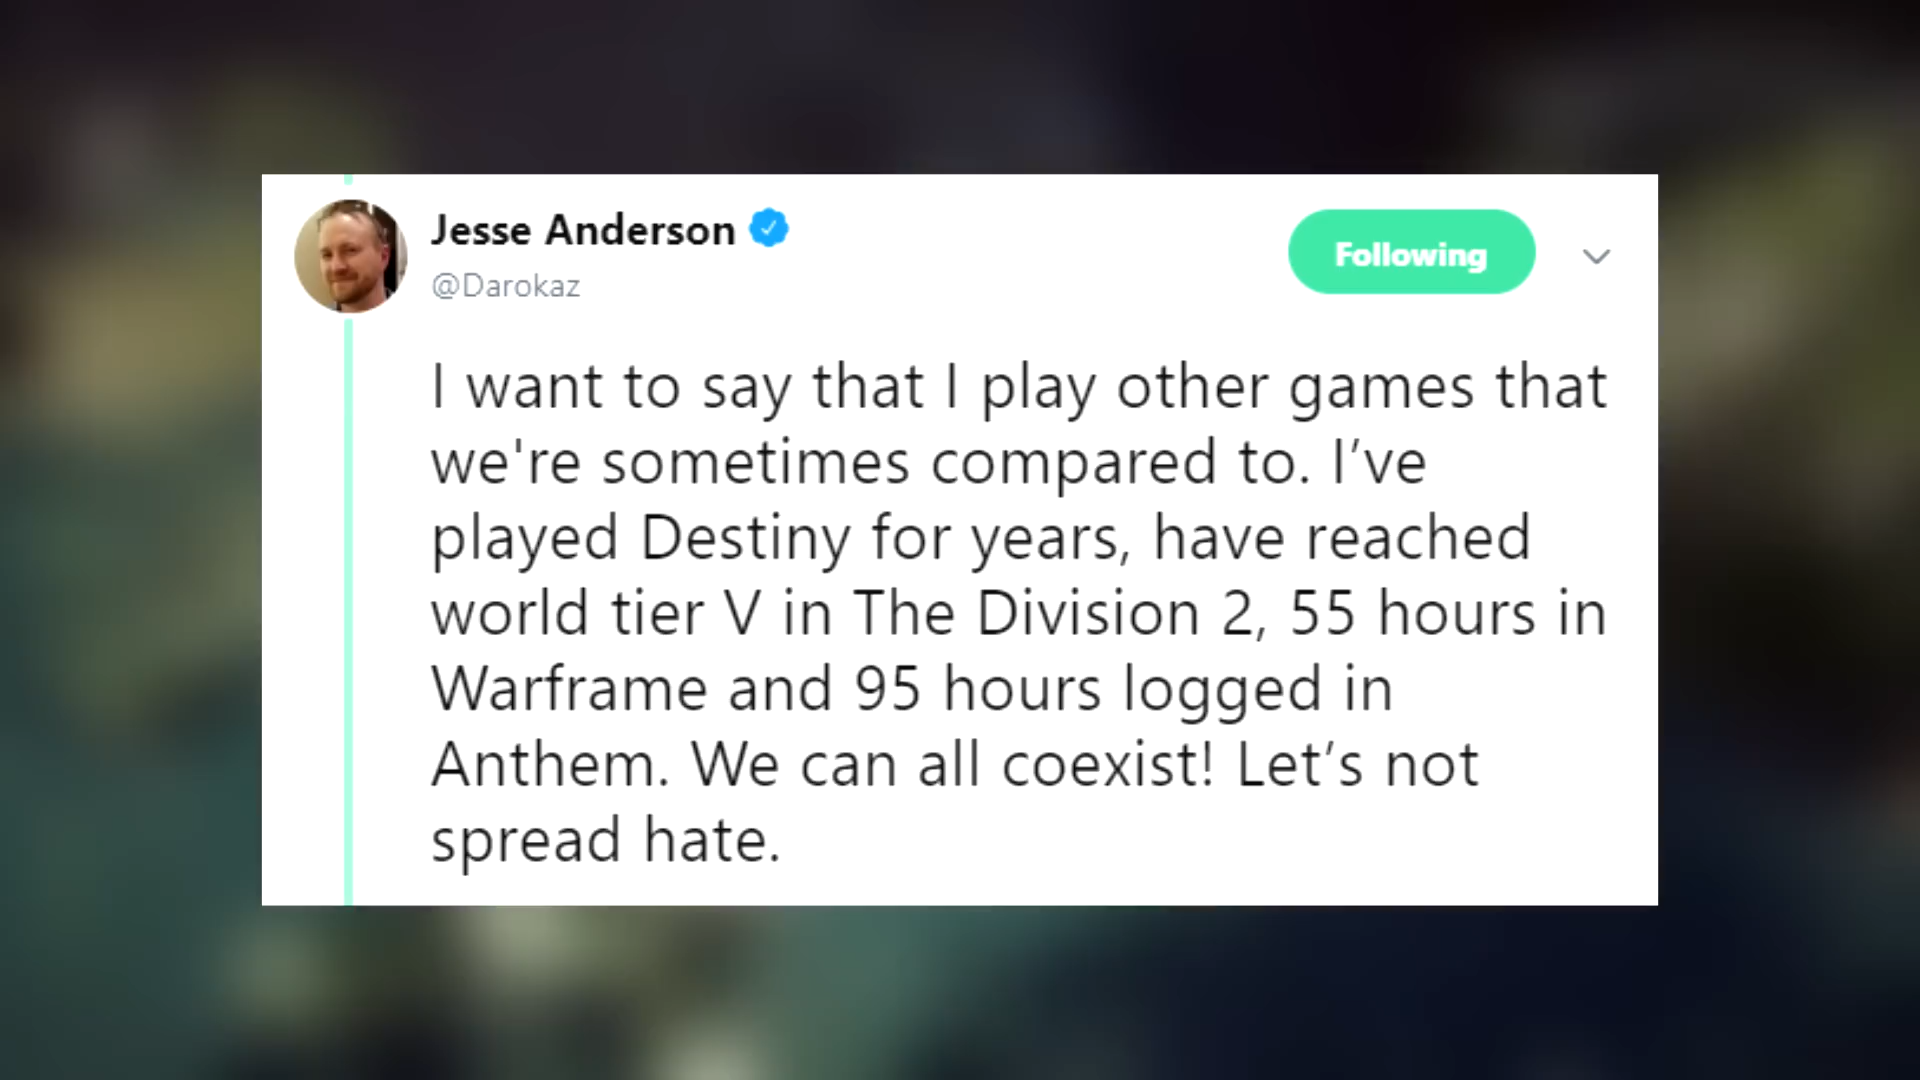 Jesse Anderson
@Darokaz
Following
I want to say that I play other games that
we're sometimes compared to. I’ve
played Destiny for years, have reached
world tier V in The Division 2, 55 hours in
Warframe and 95 hours logged in
Anthem. We can all coexist! Let’s not
spread hate.